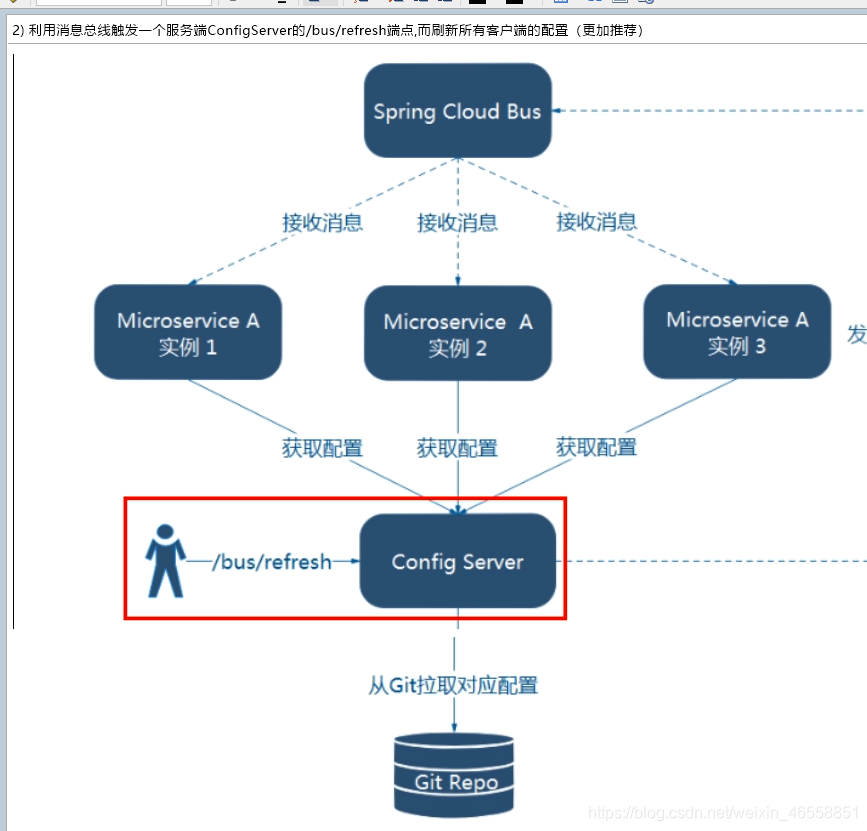 2) 利用消息总线触发一个服务端ConfigServer的/bus/refresh端点,而刷新所有客户端的配置（更加推荐）
Spring Cloud Bus
接收消息 接收消息 接收消息
Microservice A
实例 1
Microservice A
实例 2
Microservice A
实例 3
发
获取配置 获取配置 获取配置
/bus/refresh
Config Server
从Git拉取对应配置
Git Repo
https://blog.csdn.net/weixin_46558851